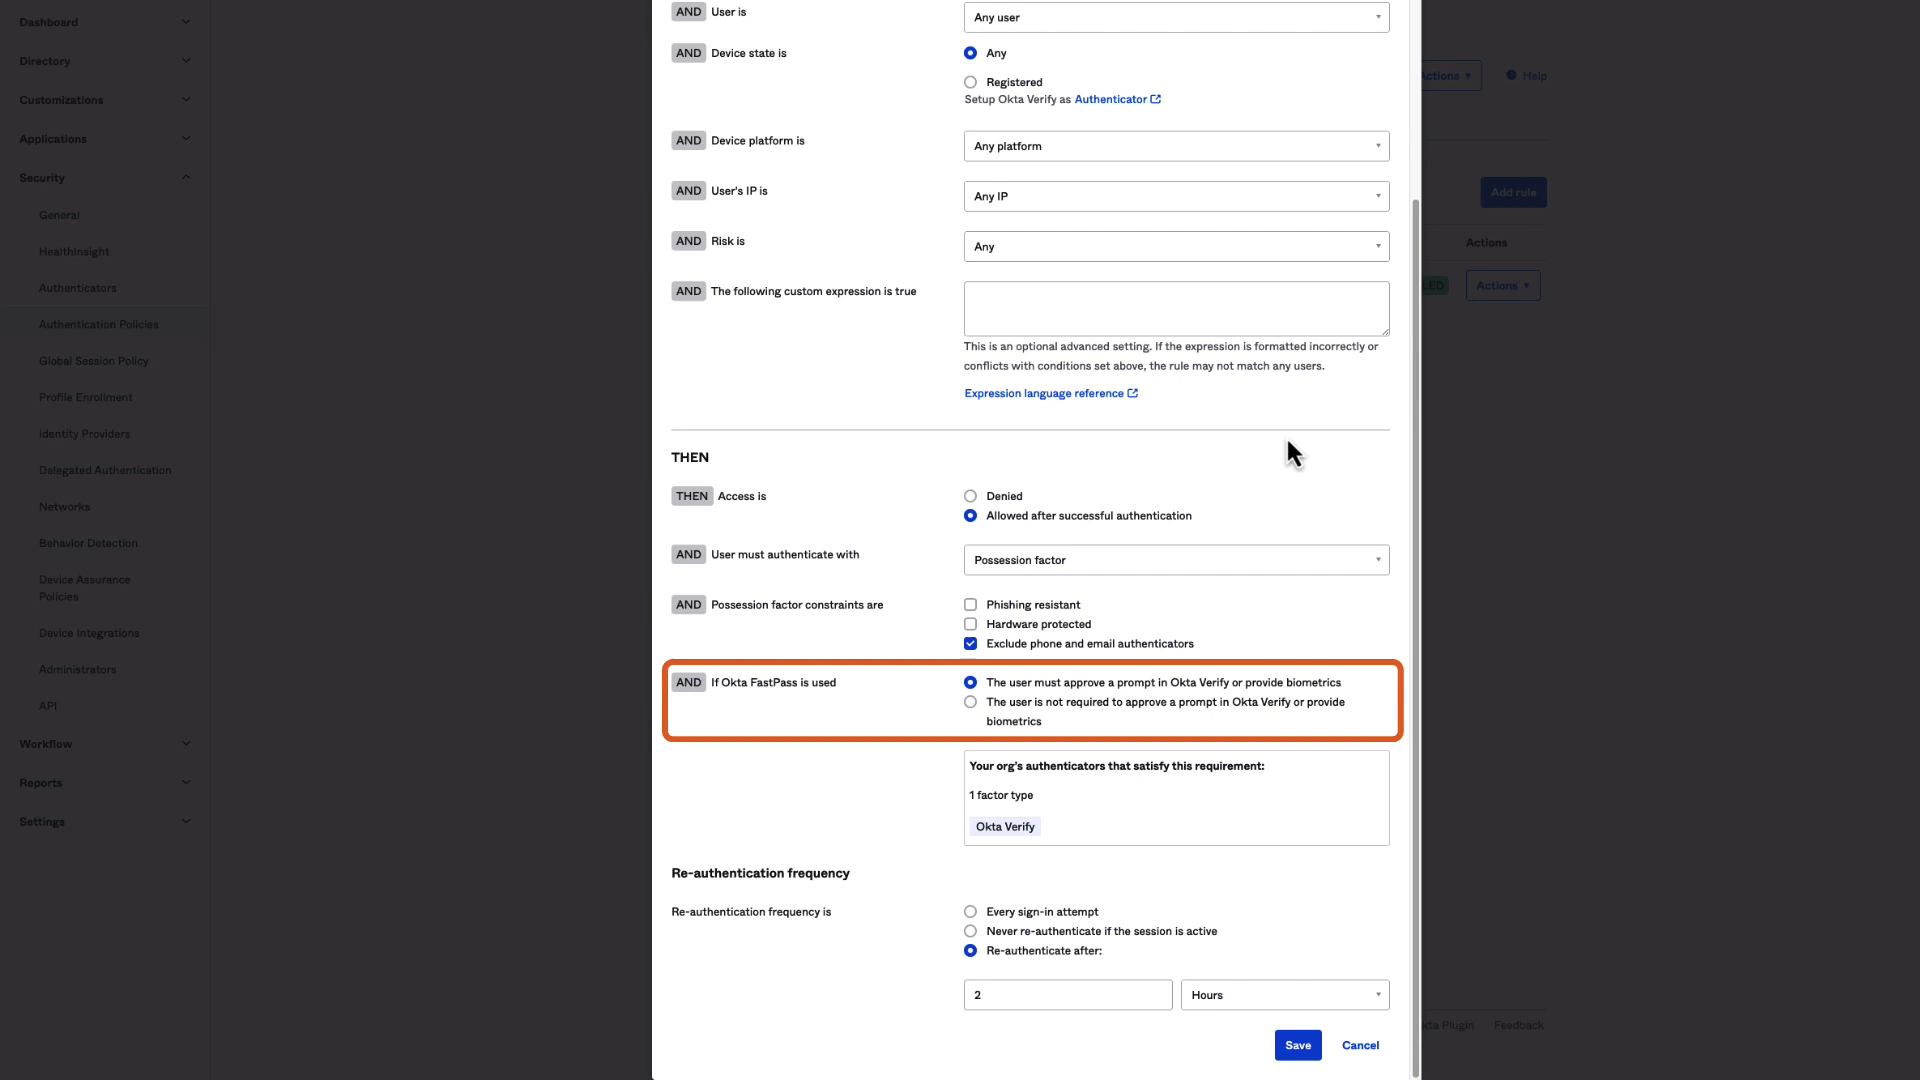 Dashboard
Directory
Customizations
Applications
Security
General
HealthInsight
Authenticators
Authentication Policies
Global Session Policy
Profile Enrollment
Identity Providers
Delegated Authentication
Networks
Behavior Detection
Device Assurance
Policies
Device Integrations
Administrators
API
Workflow
Reports
Settings
AND User is
Any user
AND Device state is
Any
Registered
Setup Okta Verify as Authenticator
AND Device platform is
Any platform
AND User's IP is
Any IP
AND Risk is
Any
AND The following custom expression is true
This is an optional advanced setting. If the expression is formatted incorrectly or
conflicts with conditions set above, the rule may not match any users.
Expression language reference
THEN
THEN Access is
Denied
Allowed after successful authentication
AND User must authenticate with
Possession factor
AND Possession factor constraints are
Phishing resistant
Hardware protected
Exclude phone and email authenticators
AND If Okta FastPass is used
The user must approve a prompt in Okta Verify or provide biometrics
The user is not required to approve a prompt in Okta Verify or provide
biometrics
Your org's authenticators that satisfy this requirement:
1 factor type
Okta Verify
Re-authentication frequency
Re-authentication frequency is
Every sign-in attempt
Never re-authenticate if the session is active
Re-authenticate after:
2
Hours
Save
Cancel
Help
Add rule
Actions
Actions
Plugin
Feedback